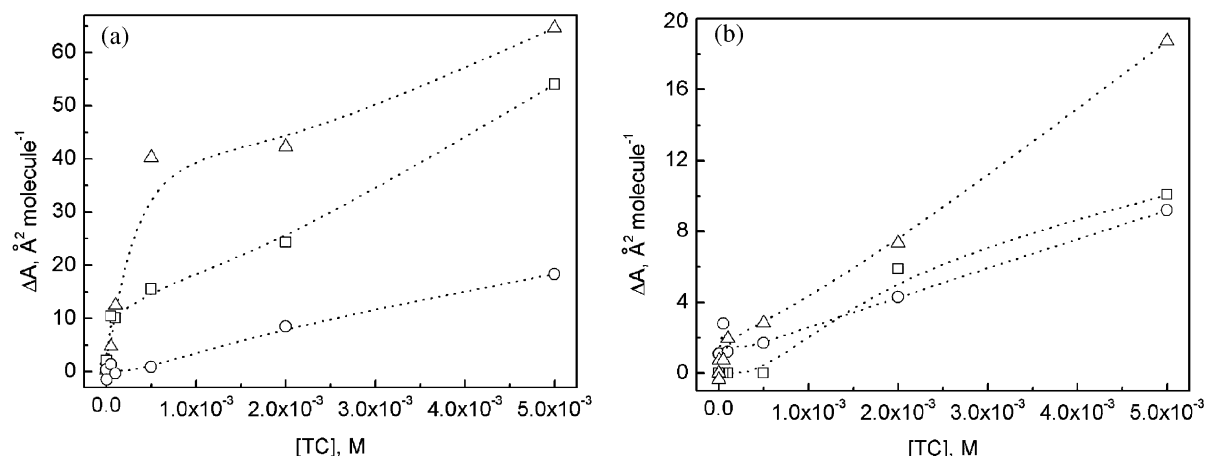 (a)
60
50
40
30
20
10
0
ΔA, Å² molecule⁻¹
0.0 1.0x10⁻³ 2.0x10⁻³ 3.0x10⁻³ 4.0x10⁻³ 5.0x10⁻³
[TC], M
(b)
20
16
12
8
4
0
ΔA, Å² molecule⁻¹
0.0 1.0x10⁻³ 2.0x10⁻³ 3.0x10⁻³ 4.0x10⁻³ 5.0x10⁻³
[TC], M